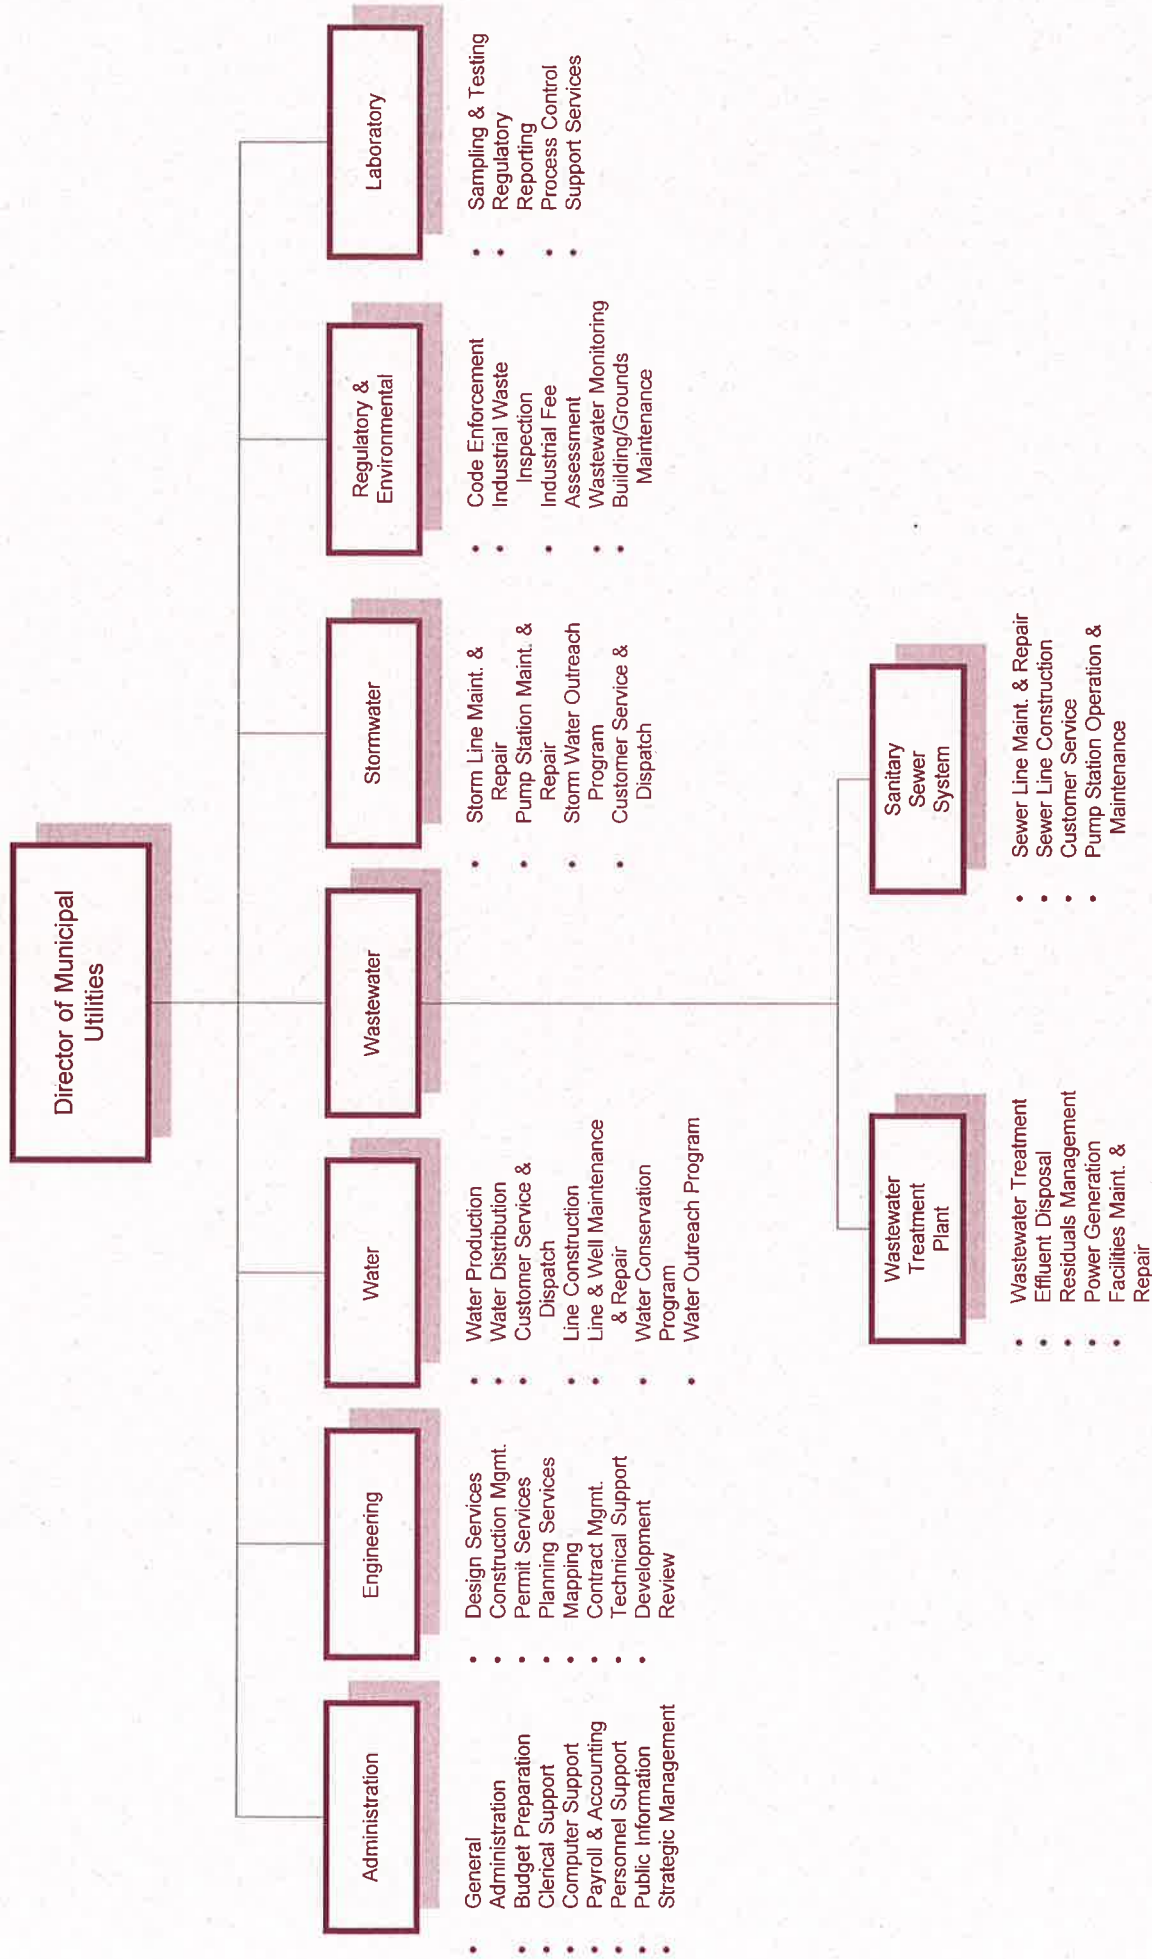 Director of Municipal
Utilities
Administration
• General
Administration
• Budget Preparation
• Clerical Support
• Computer Support
• Payroll & Accounting
• Personnel Support
• Public Information
• Strategic Management
Engineering
• Design Services
• Construction Mgmt.
• Permit Services
• Planning Services
• Mapping
• Contract Mgmt.
• Technical Support
• Development
Review
Water
• Water Production
• Water Distribution
• Customer Service &
Dispatch
• Line Construction
• Line & Well Maintenance
& Repair
• Water Conservation
Program
• Water Outreach Program
Wastewater
Stormwater
• Storm Line Maint. &
Repair
• Pump Station Maint. &
Repair
• Storm Water Outreach
Program
• Customer Service &
Dispatch
Regulatory &
Environmental
• Code Enforcement
• Industrial Waste
Inspection
• Industrial Fee
Assessment
• Wastewater Monitoring
• Building/Grounds
Maintenance
Laboratory
• Sampling & Testing
• Regulatory
Reporting
• Process Control
• Support Services
Wastewater
Treatment
Plant
• Wastewater Treatment
• Effluent Disposal
• Residuals Management
• Power Generation
• Facilities Maint. &
Repair
Sanitary
Sewer
System
• Sewer Line Maint. & Repair
• Sewer Line Construction
• Customer Service
• Pump Station Operation &
Maintenance